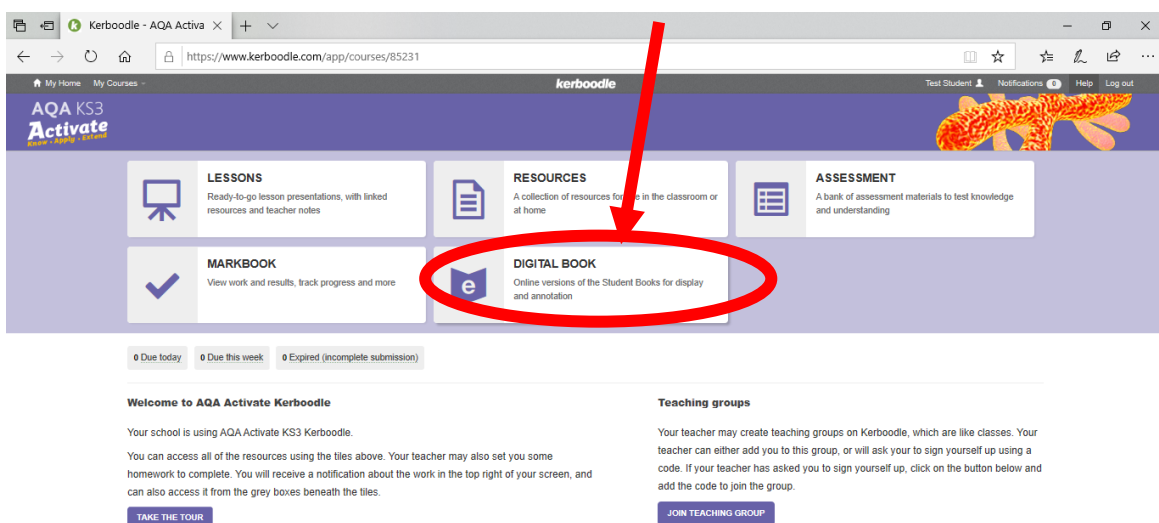 Kerboodle - AQA Activa
https://www.kerboodle.com/app/courses/85231
My Home My Courses kerboodle Test Student Notifications 0 Help Log out
AQA KS3
Activate
Know - Apply - Extend
LESSONS
Ready-to-go lesson presentations, with linked
resources and teacher notes
RESOURCES
A collection of resources for in the classroom or
at home
ASSESSMENT
A bank of assessment materials to test knowledge
and understanding
MARKBOOK
View work and results, track progress and more
e
DIGITAL BOOK
Online versions of the Student Books for display
and annotation
0 Due today 0 Due this week 0 Expired (incomplete submission)
Welcome to AQA Activate Kerboodle
Your school is using AQA Activate KS3 Kerboodle.
You can access all of the resources using the tiles above. Your teacher may also set you some
homework to complete. You will receive a notification about the work in the top right of your screen, and
can also access it from the grey boxes beneath the tiles.
TAKE THE TOUR
Teaching groups
Your teacher may create teaching groups on Kerboodle, which are like classes. Your
teacher can either add you to this group, or will ask your to sign yourself up using a
code. If your teacher has asked you to sign yourself up, click on the button below and
add the code to join the group.
JOIN TEACHING GROUP